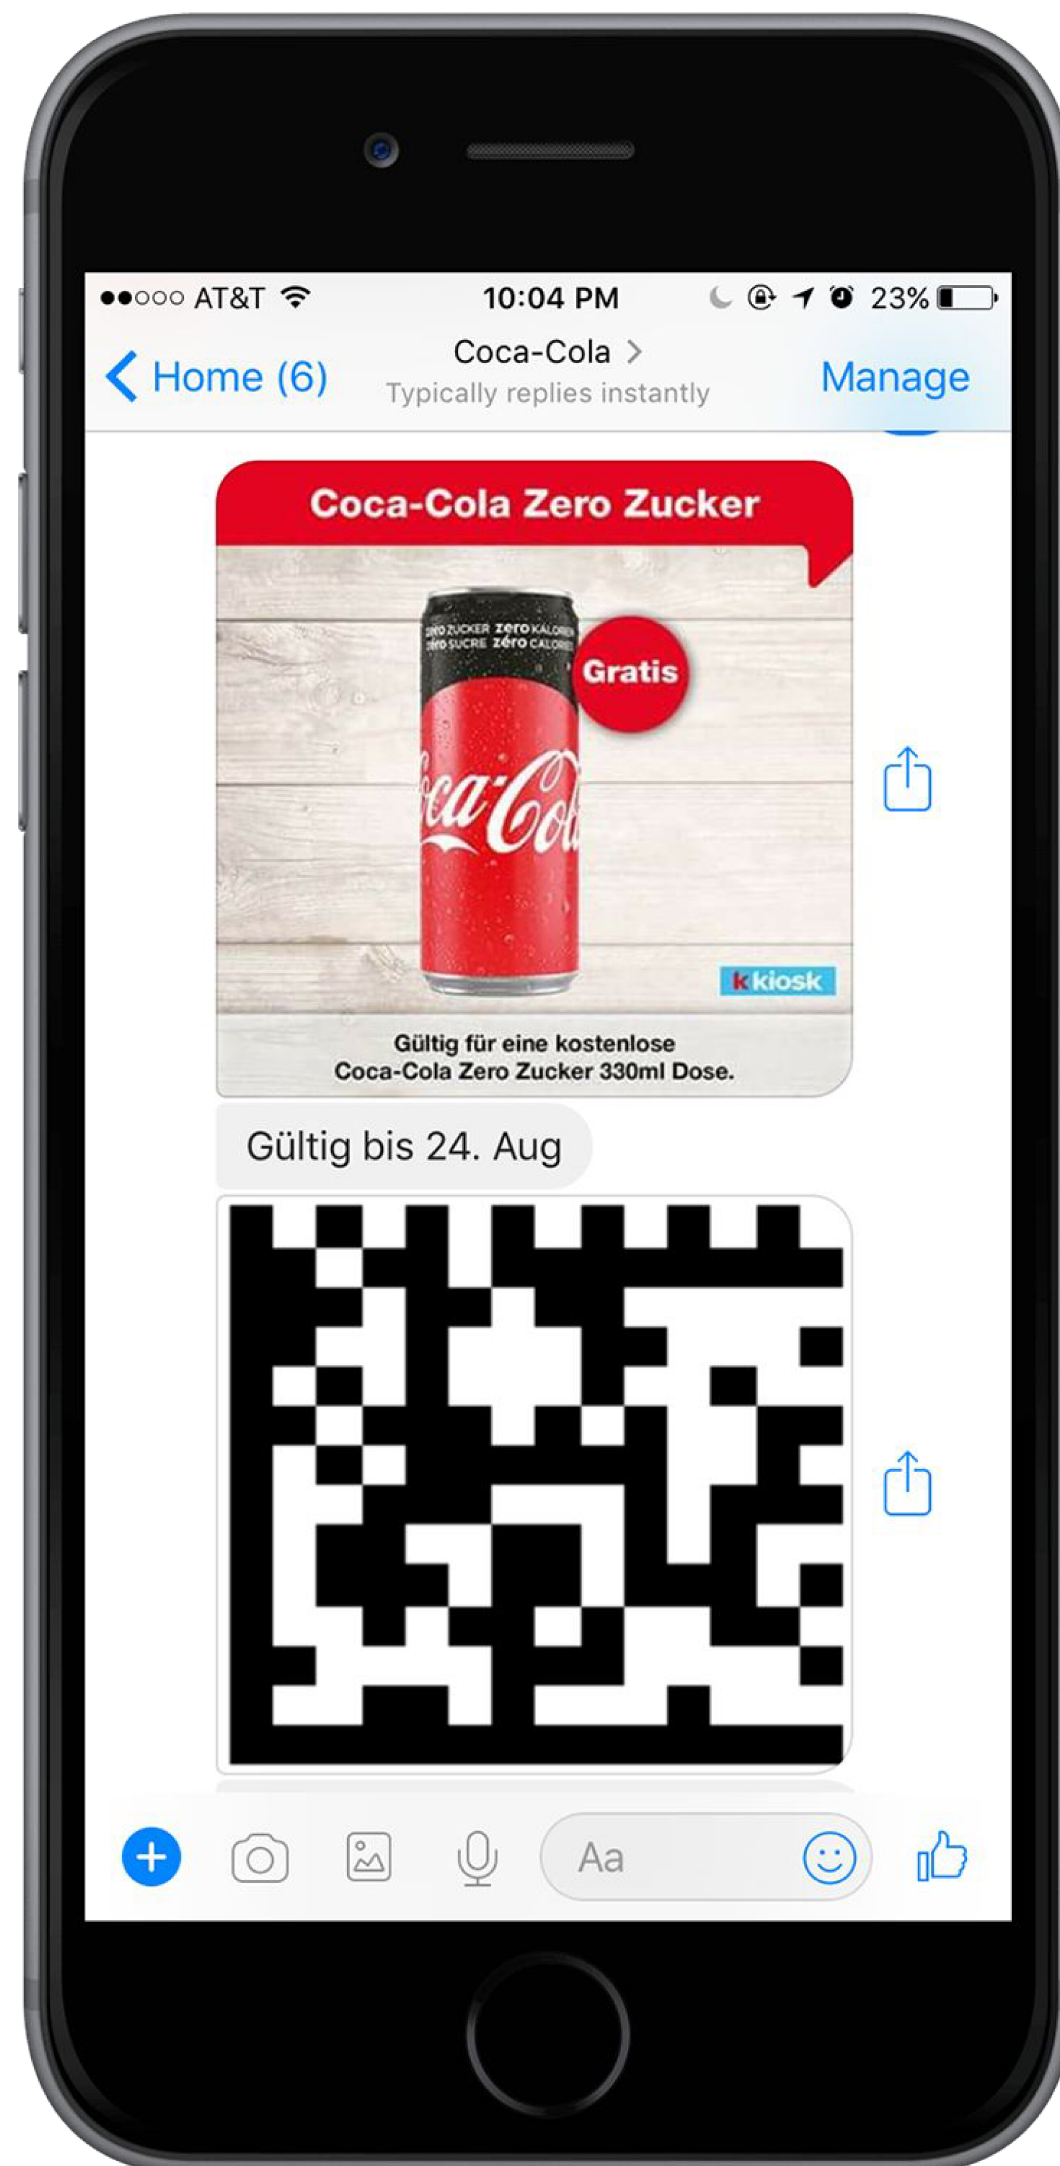 AT&T 10:04 PM 23%
Home (6) Coca-Cola Manage
Typically replies instantly
Coca-Cola Zero Zucker
zero ZUCKER zero KALORIEN
zéro SUCRE zéro CALORIES
Gratis
Coca-Cola
k kiosk
Gültig für eine kostenlose
Coca-Cola Zero Zucker 330ml Dose.
Gültig bis 24. Aug
Aa